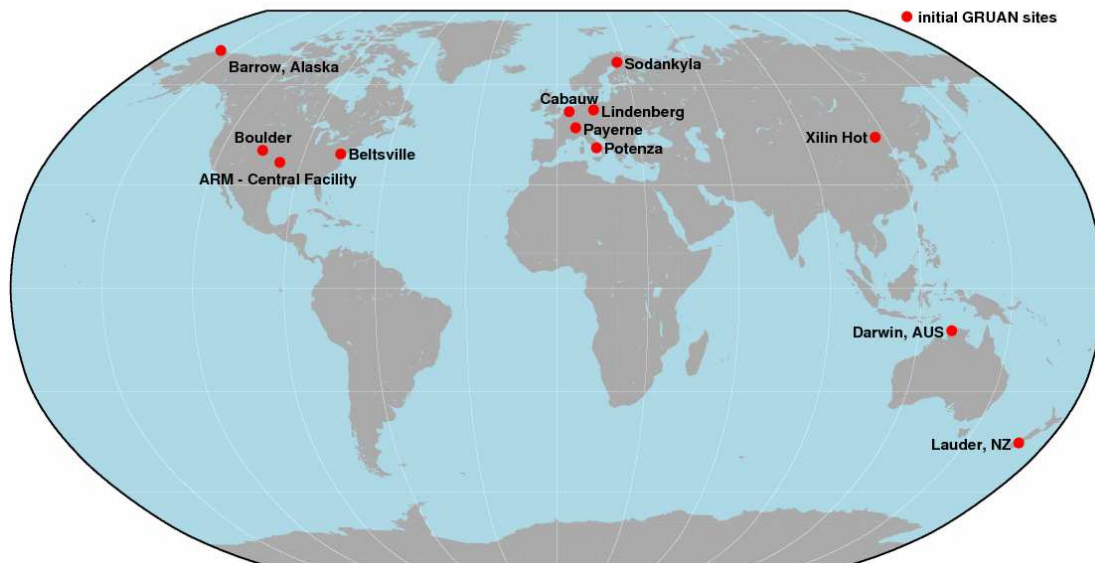 initial GRUAN sites
Barrow, Alaska
Sodankyla
Cabauw
Lindenberg
Payerne
Xilin Hot
Boulder
Potenza
Beltsville
ARM - Central Facility
Darwin, AUS
Lauder, NZ